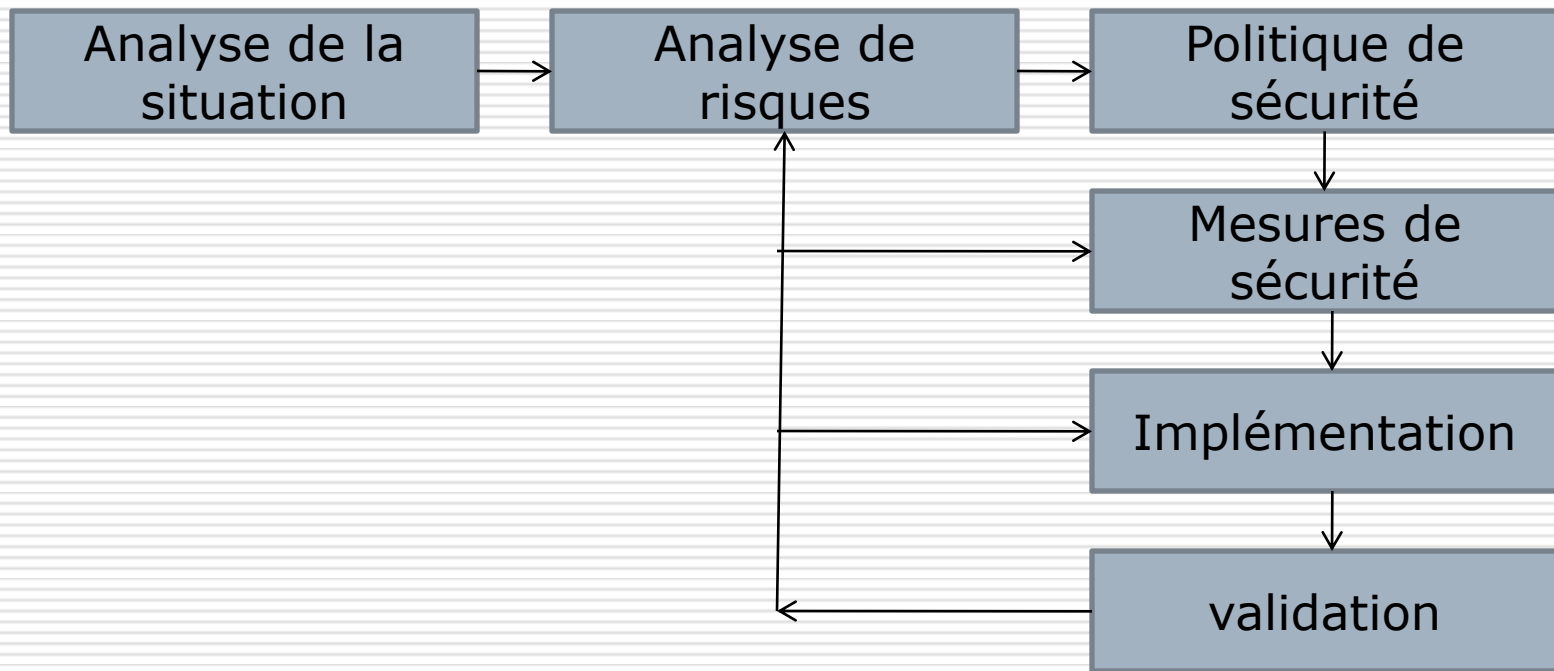 Analyse de la
situation
Analyse de
risques
Politique de
sécurité
Mesures de
sécurité
Implémentation
validation